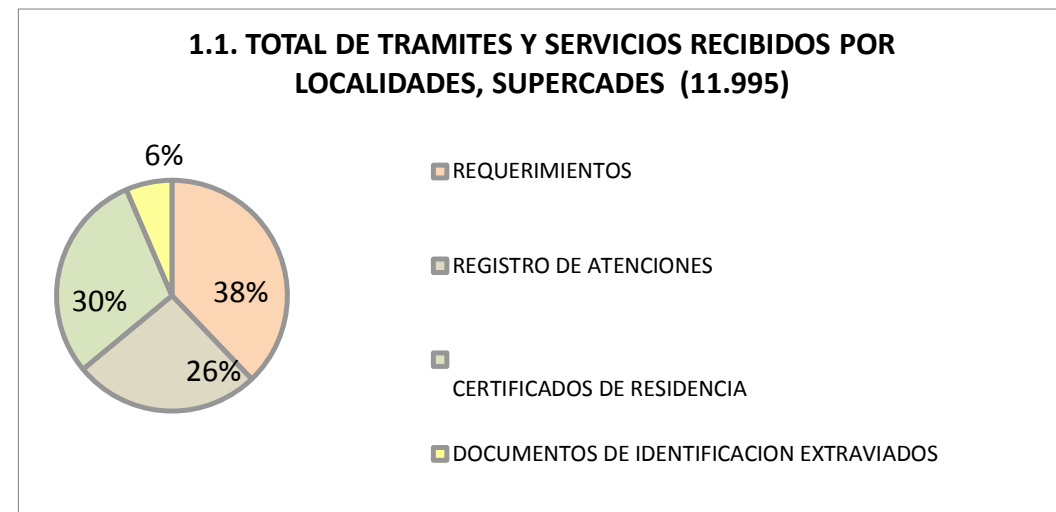 1.1. TOTAL DE TRAMITES Y SERVICIOS RECIBIDOS POR
LOCALIDADES, SUPERCADES (11.995)
6%
38%
30%
26%
REQUERIMIENTOS
REGISTRO DE ATENCIONES
CERTIFICADOS DE RESIDENCIA
DOCUMENTOS DE IDENTIFICACION EXTRAVIADOS